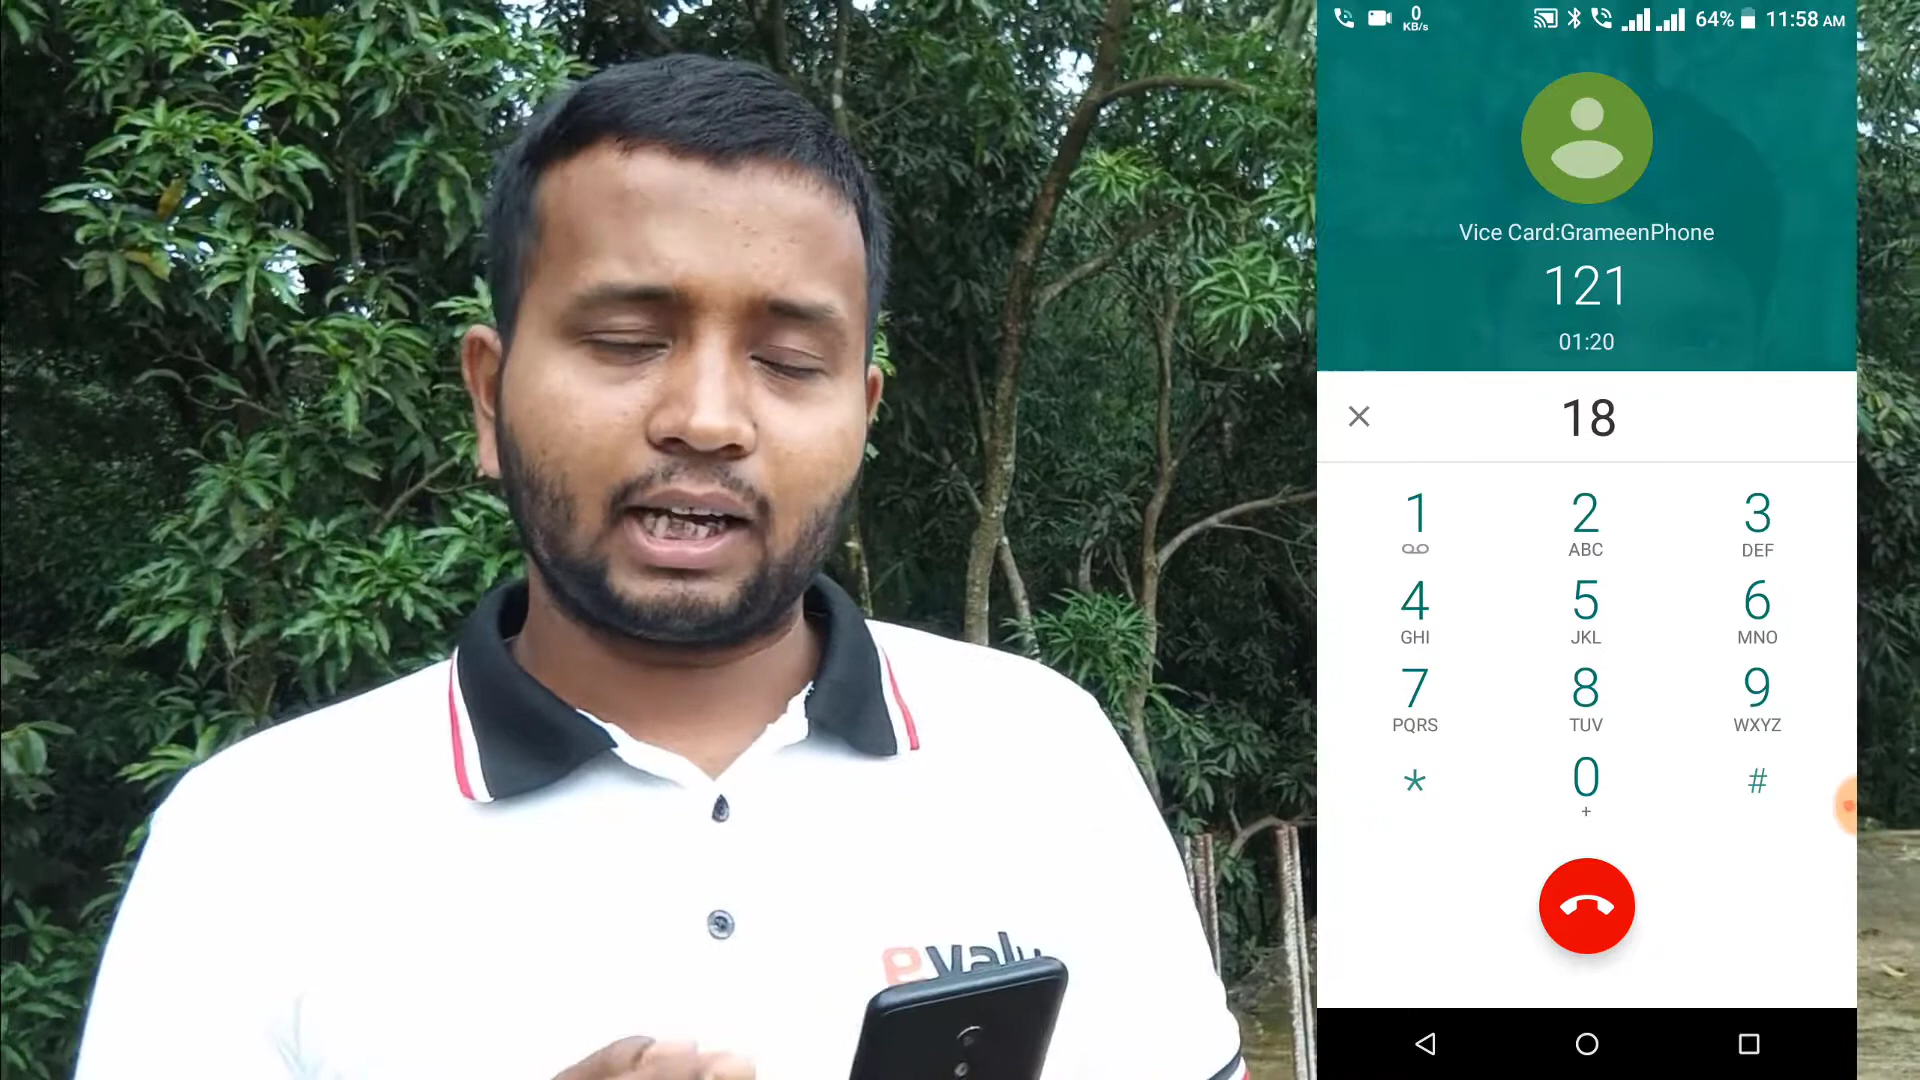 0
KB/s
64%
11:58 AM
Vice Card:GrameenPhone
121
01:20
18
1
2
ABC
3
DEF
4
GHI
5
JKL
6
MNO
7
PQRS
8
TUV
9
WXYZ
*
0
+
#
evaly